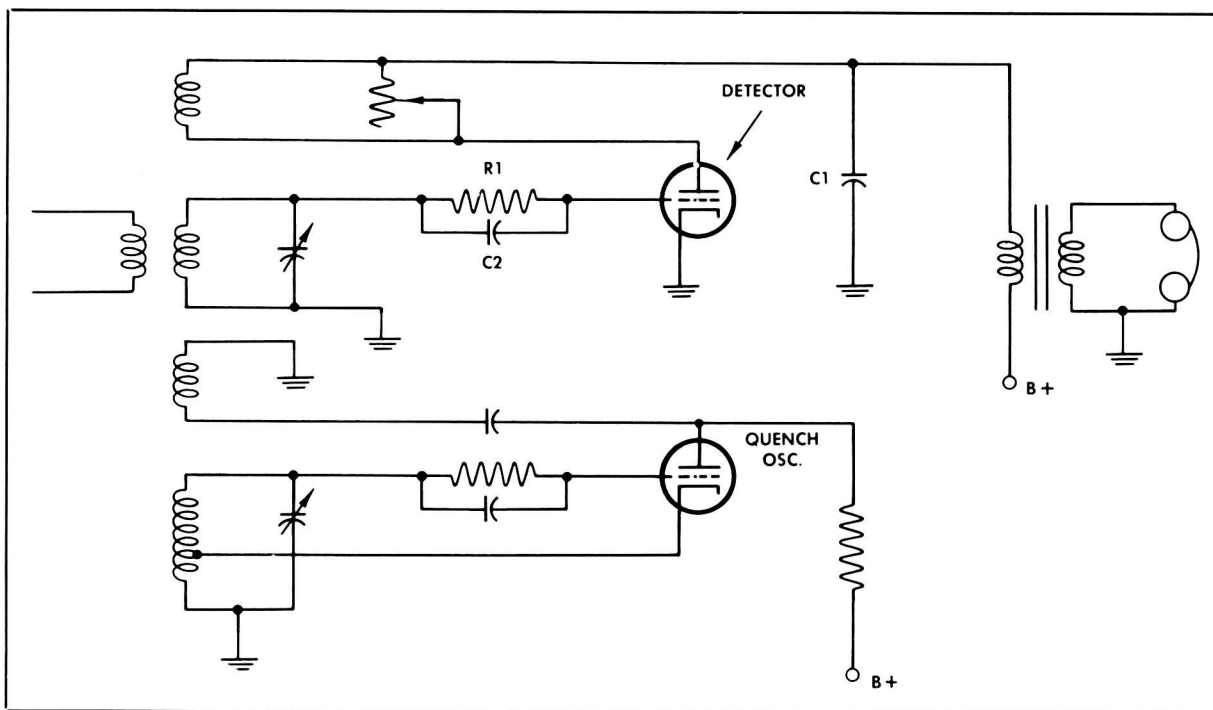 DETECTOR
R1
C1
C2
B+
QUENCH
OSC.
B+